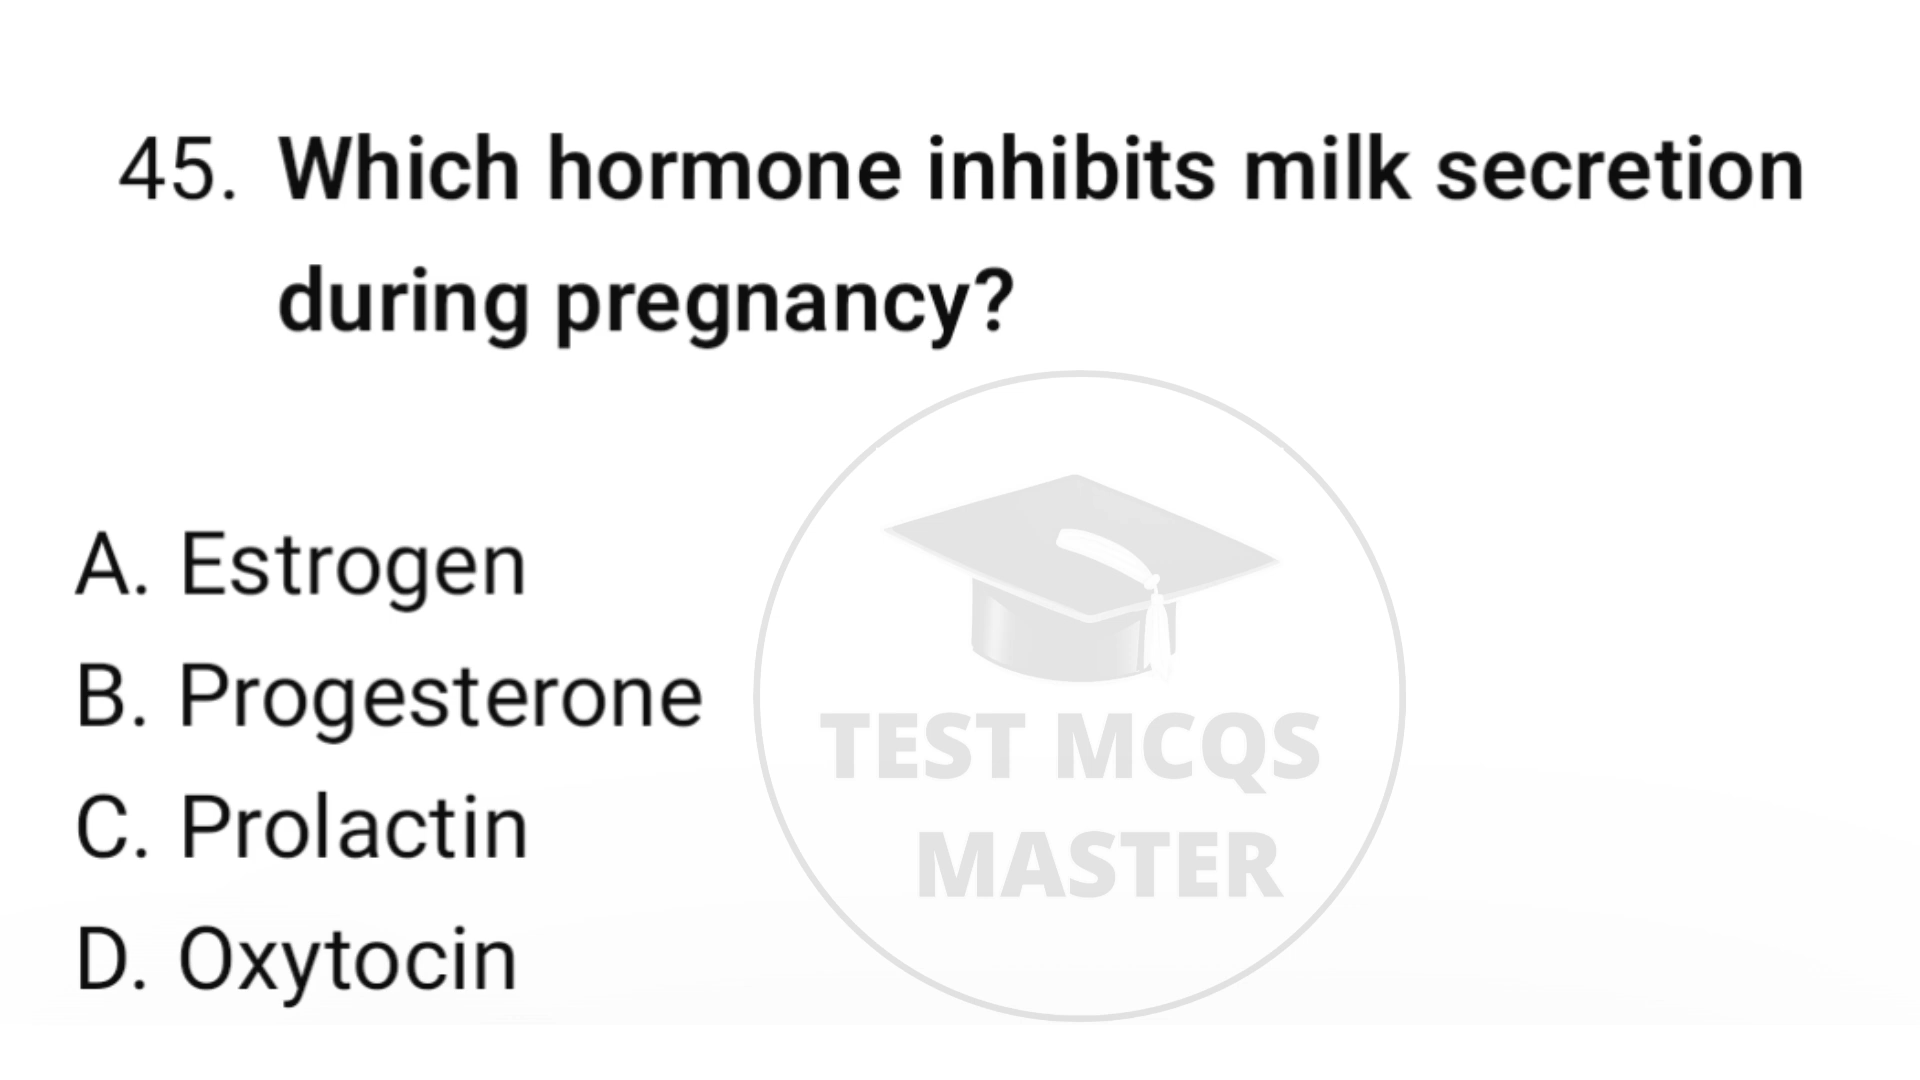 45. Which hormone inhibits milk secretion
during pregnancy?
A. Estrogen
B. Progesterone
C. Prolactin
D. Oxytocin
TEST MCQS
MASTER